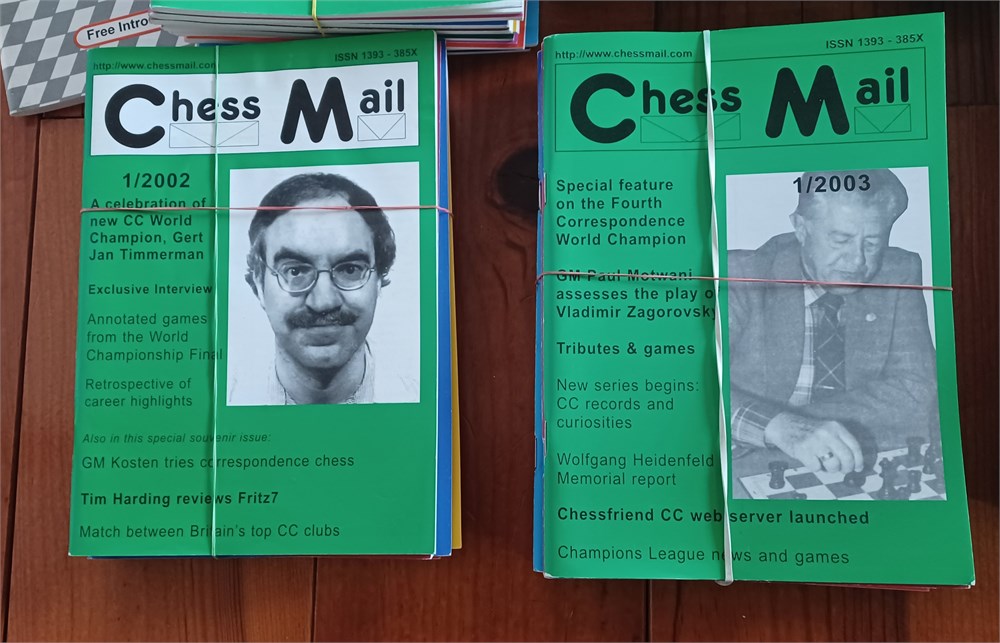 Free Intro
http://www.chessmail.com
ISSN 1393 - 385X
Chess Mail
1/2002
A celebration of
new CC World
Champion, Gert
Jan Timmerman
Exclusive Interview
Annotated games
from the World
Championship Final
Retrospective of
career highlights
Also in this special souvenir issue:
GM Kosten tries correspondence chess
Tim Harding reviews Fritz7
Match between Britain's top CC clubs
http://www.chessmail.com
ISSN 1393 - 385X
Chess Mail
1/2003
Special feature
on the Fourth
Correspondence
World Champion
GM Paul Motwani
assesses the play of
Vladimir Zagorovsky
Tributes & games
New series begins:
CC records and
curiosities
Wolfgang Heidenfeld
Memorial report
Chessfriend CC web server launched
Champions League news and games